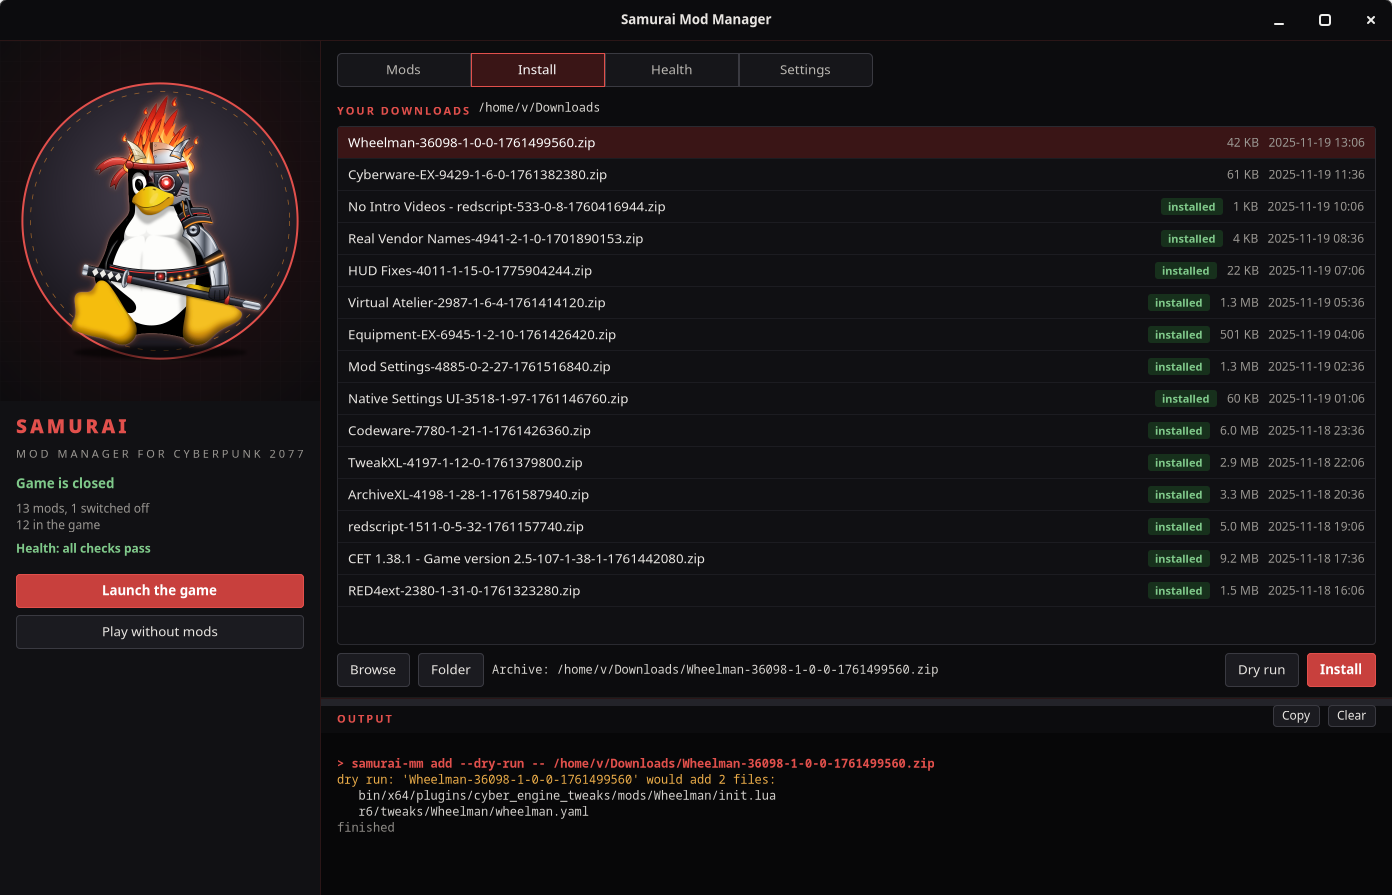 Samurai Mod Manager
Mods Install Health Settings
YOUR DOWNLOADS /home/v/Downloads
Wheelman-36098-1-0-0-1761499560.zip 42 KB 2025-11-19 13:06
Cyberware-EX-9429-1-6-0-1761382380.zip 61 KB 2025-11-19 11:36
No Intro Videos - redscript-533-0-8-1760416944.zip installed 1 KB 2025-11-19 10:06
Real Vendor Names-4941-2-1-0-1701890153.zip installed 4 KB 2025-11-19 08:36
HUD Fixes-4011-1-15-0-1775904244.zip installed 22 KB 2025-11-19 07:06
Virtual Atelier-2987-1-6-4-1761414120.zip installed 1.3 MB 2025-11-19 05:36
Equipment-EX-6945-1-2-10-1761426420.zip installed 501 KB 2025-11-19 04:06
Mod Settings-4885-0-2-27-1761516840.zip installed 1.3 MB 2025-11-19 02:36
Native Settings UI-3518-1-97-1761146760.zip installed 60 KB 2025-11-19 01:06
Codeware-7780-1-21-1-1761426360.zip installed 6.0 MB 2025-11-18 23:36
TweakXL-4197-1-12-0-1761379800.zip installed 2.9 MB 2025-11-18 22:06
ArchiveXL-4198-1-28-1-1761587940.zip installed 3.3 MB 2025-11-18 20:36
redscript-1511-0-5-32-1761157740.zip installed 5.0 MB 2025-11-18 19:06
CET 1.38.1 - Game version 2.5-107-1-38-1-1761442080.zip installed 9.2 MB 2025-11-18 17:36
RED4ext-2380-1-31-0-1761323280.zip installed 1.5 MB 2025-11-18 16:06
SAMURAI
MOD MANAGER FOR CYBERPUNK 2077
Game is closed
13 mods, 1 switched off
12 in the game
Health: all checks pass
Launch the game
Play without mods
Browse Folder Archive: /home/v/Downloads/Wheelman-36098-1-0-0-1761499560.zip Dry run Install
OUTPUT Copy Clear
> samurai-mm add --dry-run -- /home/v/Downloads/Wheelman-36098-1-0-0-1761499560.zip
dry run: 'Wheelman-36098-1-0-0-1761499560' would add 2 files:
bin/x64/plugins/cyber_engine_tweaks/mods/Wheelman/init.lua
r6/tweaks/Wheelman/wheelman.yaml
finished